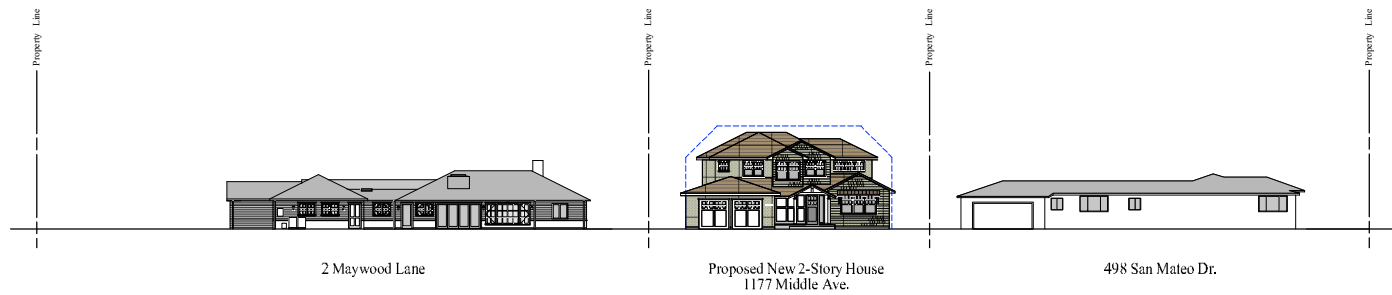 Property Line
Property Line
Property Line
Property Line
2 Maywood Lane
Proposed New 2-Story House
1177 Middle Ave.
498 San Mateo Dr.